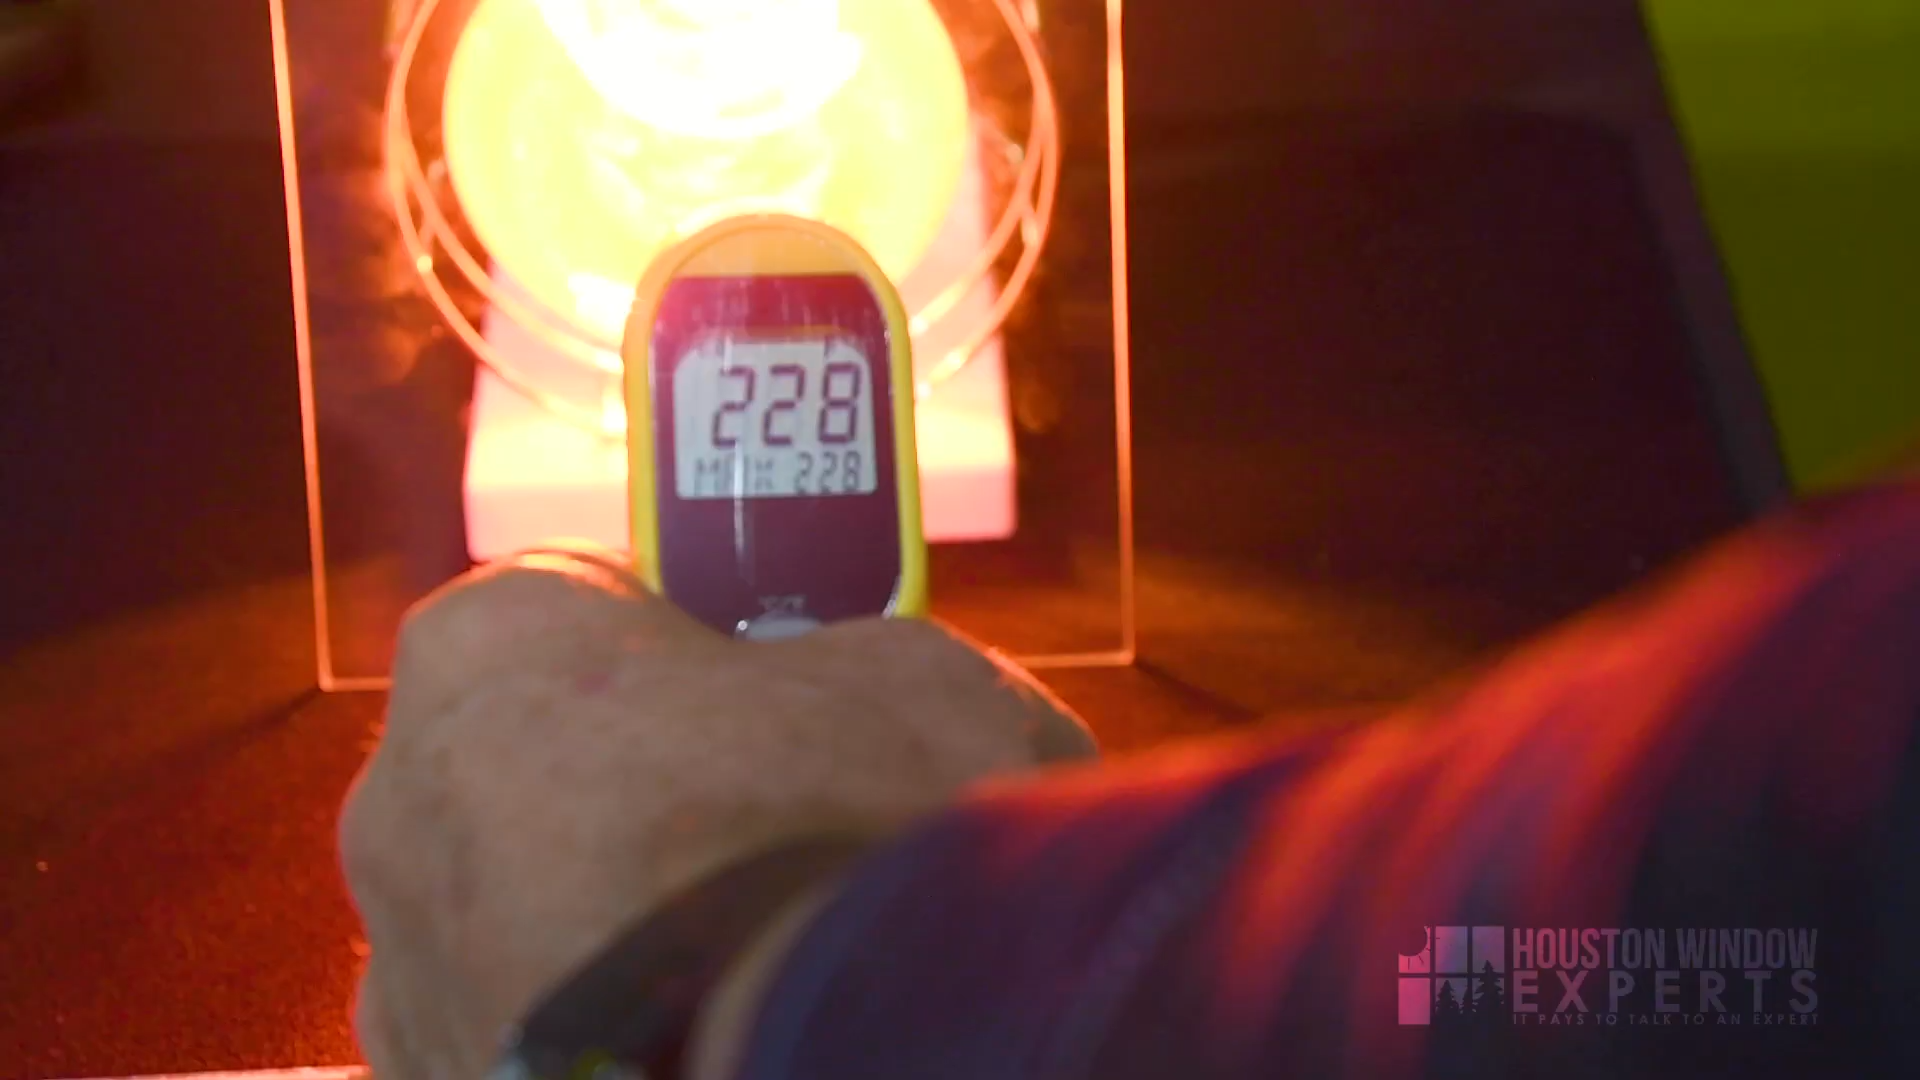 228
MAX 228
HOUSTON WINDOW
EXPERTS
IT PAYS TO TALK TO AN EXPERT